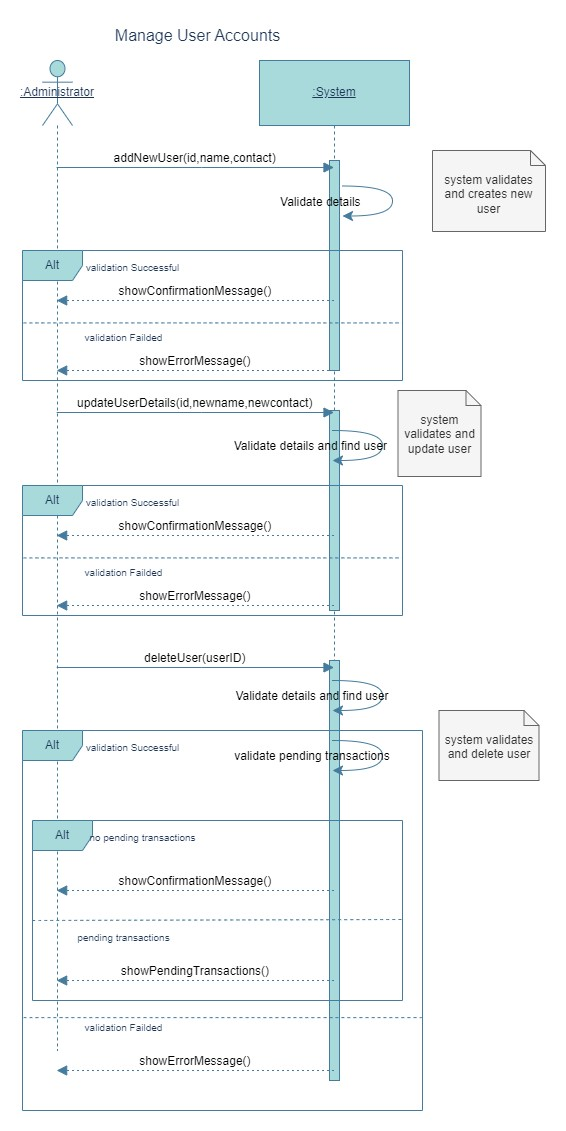 Manage User Accounts
:Administrator
:System
addNewUser(id,name,contact)
system validates
and creates new
user
Validate details
Alt
validation Successful
showConfirmationMessage()
validation Failded
showErrorMessage()
updateUserDetails(id,newname,newcontact)
system
validates and
update user
Validate details and find user
Alt
validation Successful
showConfirmationMessage()
validation Failded
showErrorMessage()
deleteUser(userID)
Validate details and find user
system validates
and delete user
Alt
validation Successful
validate pending transactions
Alt
no pending transactions
showConfirmationMessage()
pending transactions
showPendingTransactions()
validation Failded
showErrorMessage()